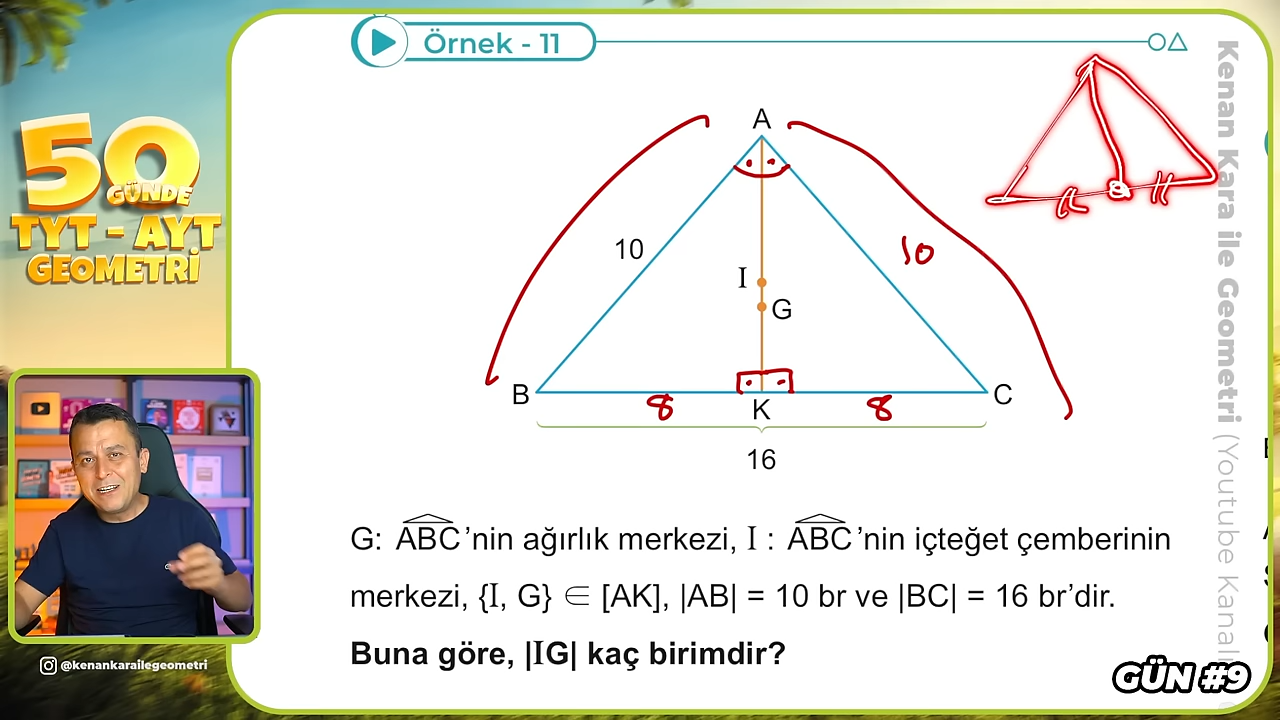 Örnek - 11
50
GÜNDE
TYT - AYT
GEOMETRİ
A
10
10
I
G
B
8
K
8
C
16
G: ABC'nin ağırlık merkezi, I : ABC'nin içteğet çemberinin
merkezi, {I, G} ∈ [AK], |AB| = 10 br ve |BC| = 16 br'dir.
Buna göre, |IG| kaç birimdir?
Kenan Kara ile Geometri (Youtube Kanalı
@kenankarailegeometri
GÜN #9